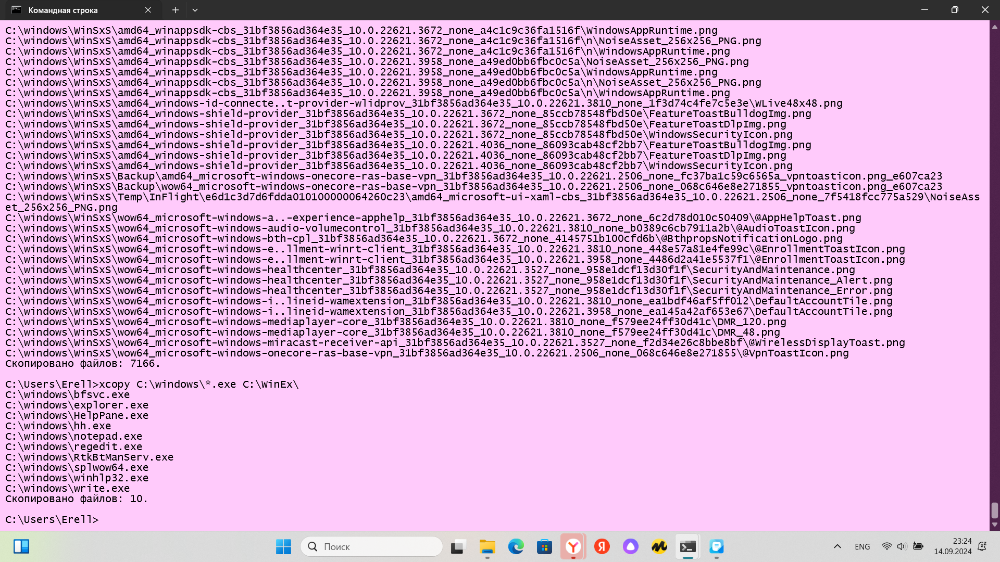 Командная строка
C:\windows\WinSxS\amd64_winappsdk-cbs_31bf3856ad364e35_10.0.22621.3672_none_a4c1c9c36fa1516f\WindowsAppRuntime.png
C:\windows\WinSxS\amd64_winappsdk-cbs_31bf3856ad364e35_10.0.22621.3672_none_a4c1c9c36fa1516f\n\NoiseAsset_256x256_PNG.png
C:\windows\WinSxS\amd64_winappsdk-cbs_31bf3856ad364e35_10.0.22621.3672_none_a4c1c9c36fa1516f\n\WindowsAppRuntime.png
C:\windows\WinSxS\amd64_winappsdk-cbs_31bf3856ad364e35_10.0.22621.3958_none_a49ed0bb6fbc0c5a\NoiseAsset_256x256_PNG.png
C:\windows\WinSxS\amd64_winappsdk-cbs_31bf3856ad364e35_10.0.22621.3958_none_a49ed0bb6fbc0c5a\WindowsAppRuntime.png
C:\windows\WinSxS\amd64_winappsdk-cbs_31bf3856ad364e35_10.0.22621.3958_none_a49ed0bb6fbc0c5a\n\NoiseAsset_256x256_PNG.png
C:\windows\WinSxS\amd64_winappsdk-cbs_31bf3856ad364e35_10.0.22621.3958_none_a49ed0bb6fbc0c5a\n\WindowsAppRuntime.png
C:\windows\WinSxS\amd64_windows-id-connecte..t-provider-wlidprov_31bf3856ad364e35_10.0.22621.3810_none_1f3d74c4fe7c5e3e\WLive48x48.png
C:\windows\WinSxS\amd64_windows-shield-provider_31bf3856ad364e35_10.0.22621.3672_none_85ccb78548fbd50e\FeatureToastBulldogImg.png
C:\windows\WinSxS\amd64_windows-shield-provider_31bf3856ad364e35_10.0.22621.3672_none_85ccb78548fbd50e\FeatureToastDlpImg.png
C:\windows\WinSxS\amd64_windows-shield-provider_31bf3856ad364e35_10.0.22621.3672_none_85ccb78548fbd50e\WindowsSecurityIcon.png
C:\windows\WinSxS\amd64_windows-shield-provider_31bf3856ad364e35_10.0.22621.4036_none_86093cab48cf2bb7\FeatureToastBulldogImg.png
C:\windows\WinSxS\amd64_windows-shield-provider_31bf3856ad364e35_10.0.22621.4036_none_86093cab48cf2bb7\FeatureToastDlpImg.png
C:\windows\WinSxS\amd64_windows-shield-provider_31bf3856ad364e35_10.0.22621.4036_none_86093cab48cf2bb7\WindowsSecurityIcon.png
C:\windows\WinSxS\Backup\amd64_microsoft-windows-onecore-ras-base-vpn_31bf3856ad364e35_10.0.22621.2506_none_fc37ba1c59c6565a_vpntoasticon.png_e607ca23
C:\windows\WinSxS\Backup\wow64_microsoft-windows-onecore-ras-base-vpn_31bf3856ad364e35_10.0.22621.2506_none_068c646e8e271855_vpntoasticon.png_e607ca23
C:\windows\WinSxS\Temp\InFlight\e6d1c3d7d6fdda010100000064260c23\amd64_microsoft-ui-xaml-cbs_31bf3856ad364e35_10.0.22621.2506_none_7f5418fcc775a529\NoiseAss
et_256x256_PNG.png
C:\windows\WinSxS\wow64_microsoft-windows-a..-experience-apphelp_31bf3856ad364e35_10.0.22621.3672_none_6c2d78d010c50409\@AppHelpToast.png
C:\windows\WinSxS\wow64_microsoft-windows-audio-volumecontrol_31bf3856ad364e35_10.0.22621.3810_none_b0389c6cb7911a2b\@AudioToastIcon.png
C:\windows\WinSxS\wow64_microsoft-windows-bth-cpl_31bf3856ad364e35_10.0.22621.3672_none_4145751b100cfd6b\@BthpropsNotificationLogo.png
C:\windows\WinSxS\wow64_microsoft-windows-e..llment-winrt-client_31bf3856ad364e35_10.0.22621.3810_none_448e57a81e4fe99c\@EnrollmentToastIcon.png
C:\windows\WinSxS\wow64_microsoft-windows-e..llment-winrt-client_31bf3856ad364e35_10.0.22621.3958_none_4486d2a41e5537f1\@EnrollmentToastIcon.png
C:\windows\WinSxS\wow64_microsoft-windows-healthcenter_31bf3856ad364e35_10.0.22621.3527_none_958e1dcf13d30f1f\SecurityAndMaintenance.png
C:\windows\WinSxS\wow64_microsoft-windows-healthcenter_31bf3856ad364e35_10.0.22621.3527_none_958e1dcf13d30f1f\SecurityAndMaintenance_Alert.png
C:\windows\WinSxS\wow64_microsoft-windows-healthcenter_31bf3856ad364e35_10.0.22621.3527_none_958e1dcf13d30f1f\SecurityAndMaintenance_Error.png
C:\windows\WinSxS\wow64_microsoft-windows-i..lineid-wamextension_31bf3856ad364e35_10.0.22621.3810_none_ea1bdf46af5ff012\DefaultAccountTile.png
C:\windows\WinSxS\wow64_microsoft-windows-i..lineid-wamextension_31bf3856ad364e35_10.0.22621.3958_none_ea145a42af653e67\DefaultAccountTile.png
C:\windows\WinSxS\wow64_microsoft-windows-mediaplayer-core_31bf3856ad364e35_10.0.22621.3810_none_f579ee24ff30d41c\DMR_120.png
C:\windows\WinSxS\wow64_microsoft-windows-mediaplayer-core_31bf3856ad364e35_10.0.22621.3810_none_f579ee24ff30d41c\DMR_48.png
C:\windows\WinSxS\wow64_microsoft-windows-miracast-receiver-api_31bf3856ad364e35_10.0.22621.3527_none_f2d34e26c8bbe8bf\@WirelessDisplayToast.png
C:\windows\WinSxS\wow64_microsoft-windows-onecore-ras-base-vpn_31bf3856ad364e35_10.0.22621.2506_none_068c646e8e271855\@VpnToastIcon.png
Скопировано файлов: 7166.
C:\Users\Erell>xcopy C:\windows\*.exe C:\WinEx\
C:\windows\bfsvc.exe
C:\windows\explorer.exe
C:\windows\HelpPane.exe
C:\windows\hh.exe
C:\windows\notepad.exe
C:\windows\regedit.exe
C:\windows\RtkBtManServ.exe
C:\windows\splwow64.exe
C:\windows\winhlp32.exe
C:\windows\write.exe
Скопировано файлов: 10.
C:\Users\Erell>
Поиск
ENG
23:24
14.09.2024